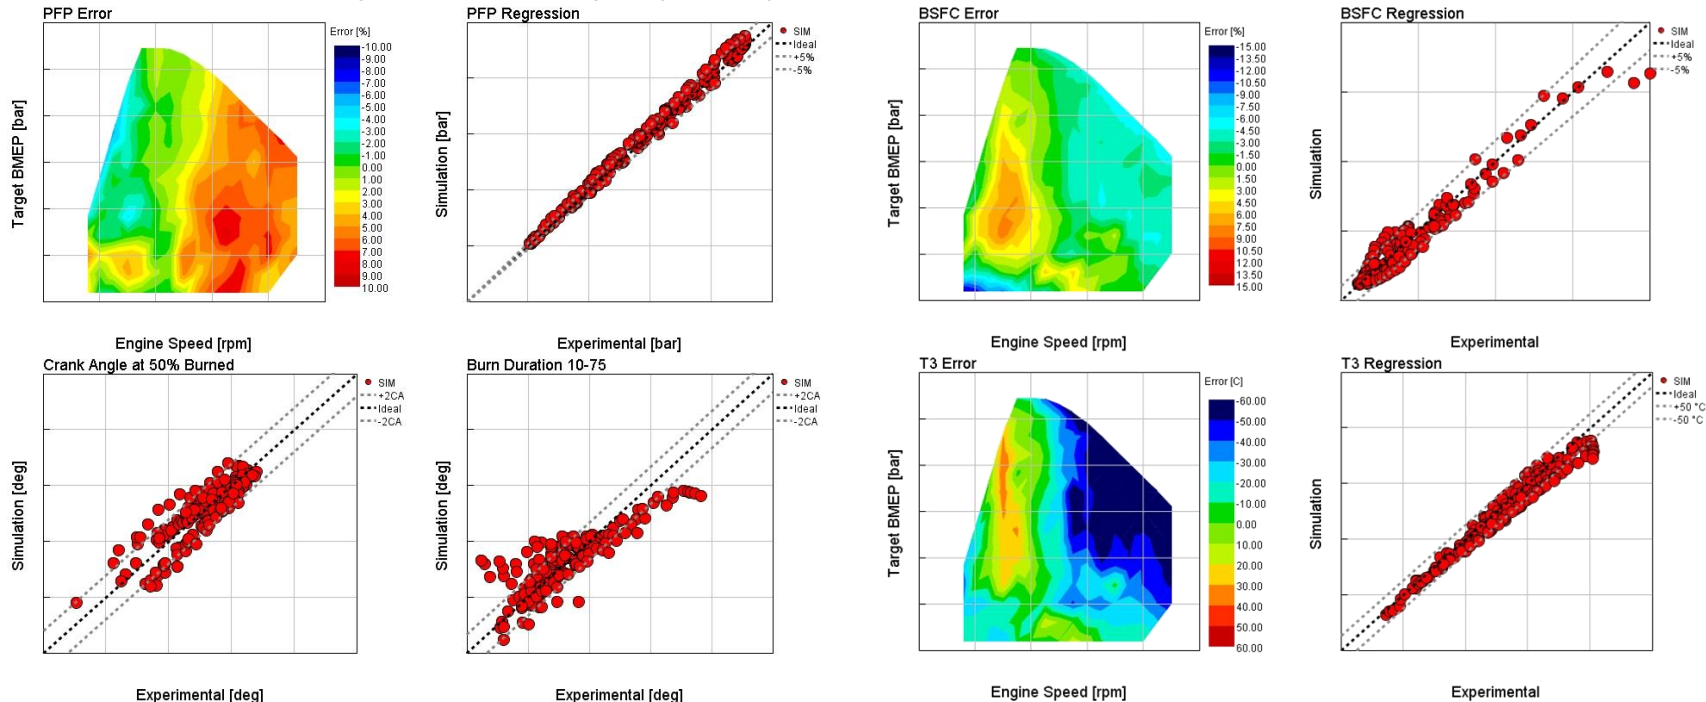 PFP Error
Error [%]
-10.00
-9.00
-8.00
-7.00
-6.00
-5.00
-4.00
-3.00
-2.00
-1.00
0.00
1.00
2.00
3.00
4.00
5.00
6.00
7.00
8.00
9.00
10.00
Target BMEP [bar]
Engine Speed [rpm]
PFP Regression
SIM
Ideal
+5%
-5%
Simulation [bar]
Experimental [bar]
BSFC Error
Error [%]
-15.00
-13.50
-12.00
-10.50
-9.00
-7.50
-6.00
-4.50
-3.00
-1.50
0.00
1.50
3.00
4.50
6.00
7.50
9.00
10.50
12.00
13.50
15.00
Target BMEP [bar]
Engine Speed [rpm]
BSFC Regression
SIM
Ideal
+5%
-5%
Simulation
Experimental
Crank Angle at 50% Burned
SIM
+2CA
Ideal
-2CA
Simulation [deg]
Experimental [deg]
Burn Duration 10-75
SIM
+2CA
Ideal
-2CA
Simulation [deg]
Experimental [deg]
T3 Error
Error [C]
-60.00
-50.00
-40.00
-30.00
-20.00
-10.00
0.00
10.00
20.00
30.00
40.00
50.00
60.00
Target BMEP [bar]
Engine Speed [rpm]
T3 Regression
SIM
Ideal
+50 °C
-50 °C
Simulation
Experimental